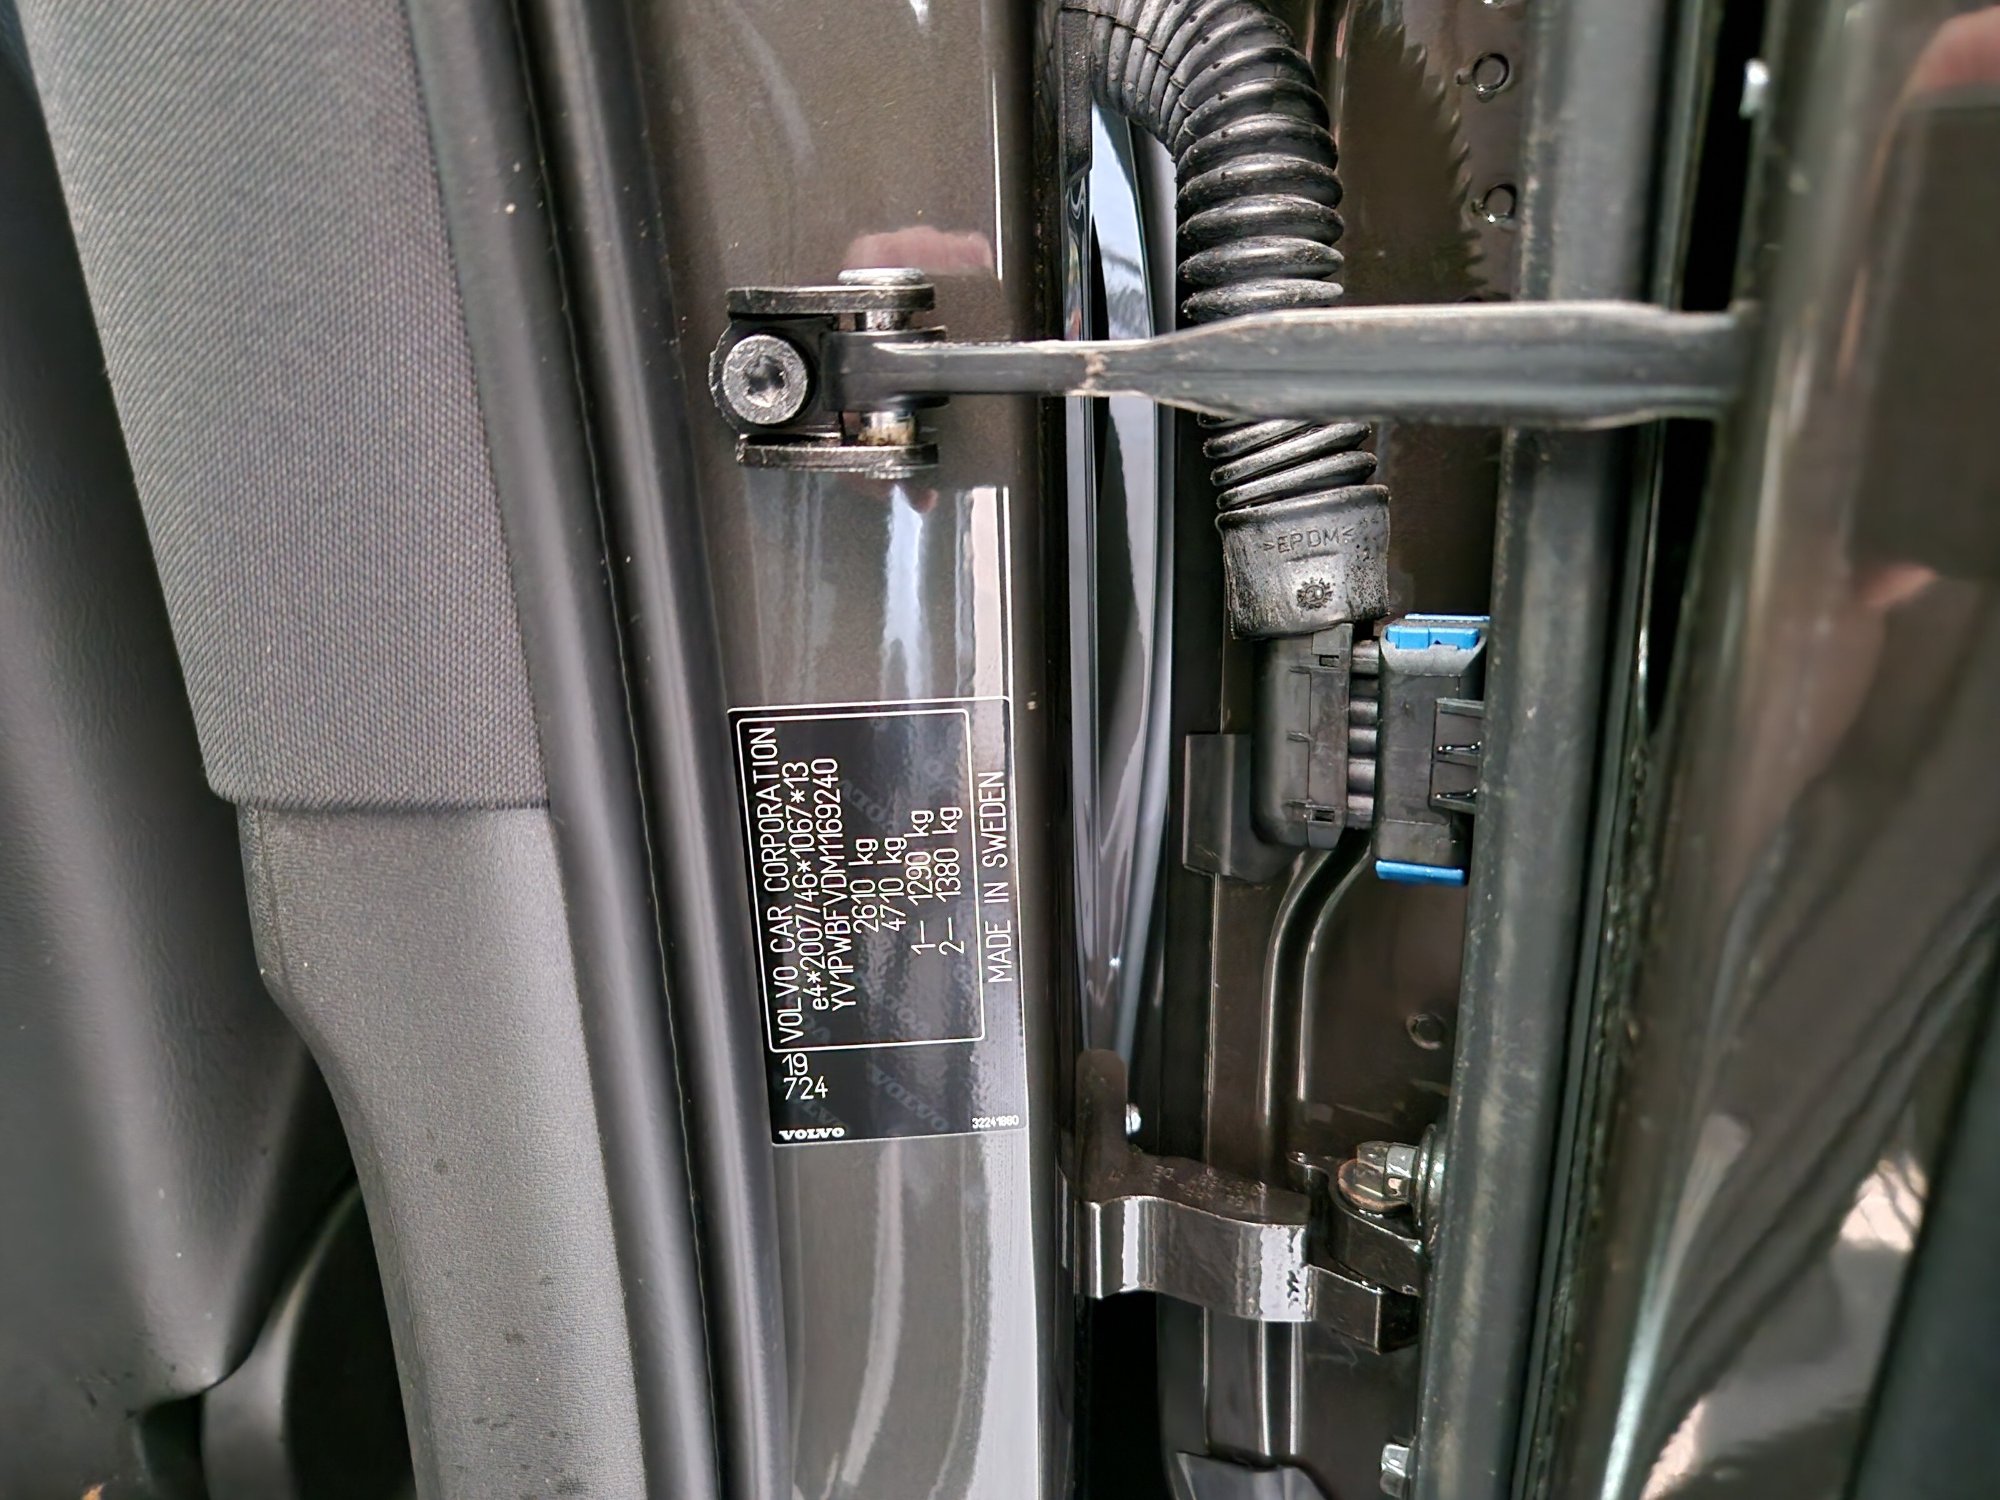 >EPDM<
VOLVO CAR CORPORATION
e4*2007/46*1067*13
YV1PWBFVDM1169240
2610 kg
4710 kg
1— 1290 kg
2— 1380 kg
MADE IN SWEDEN
19
724
VOLVO
32241980